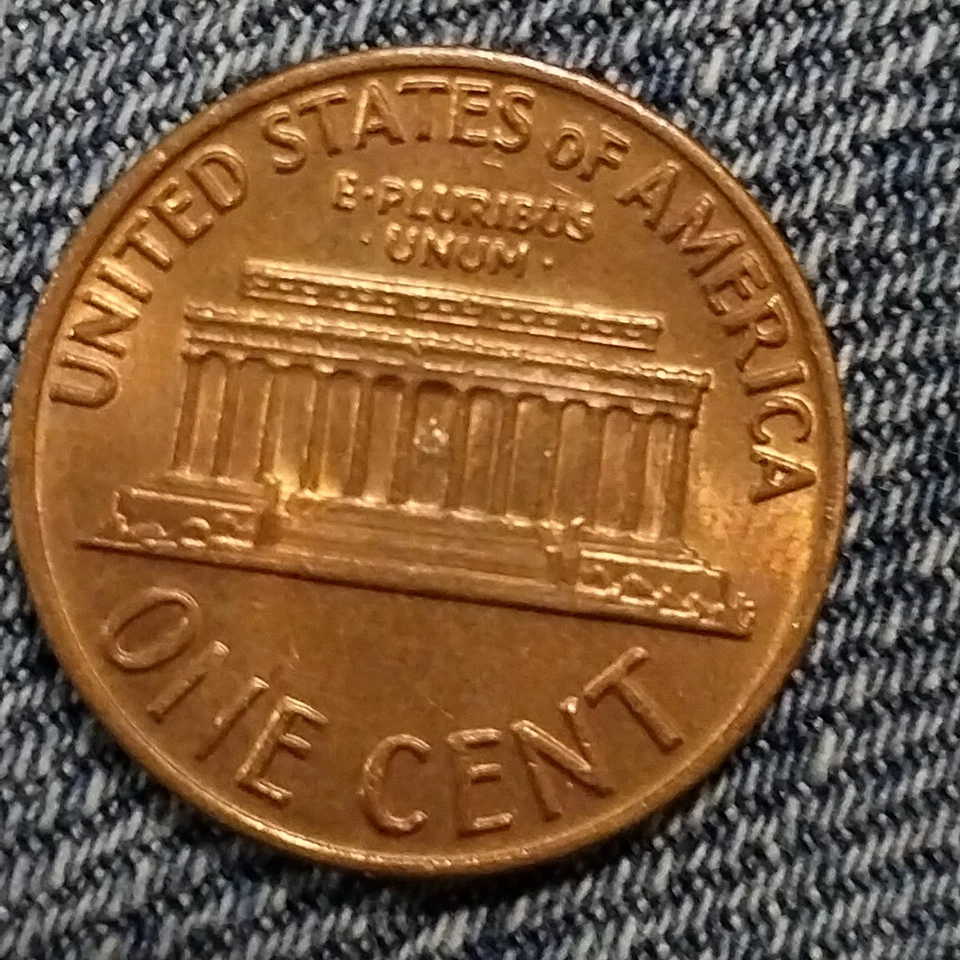 UNITED STATES OF AMERICA
E·PLURIBUS
·UNUM·
ONE CENT